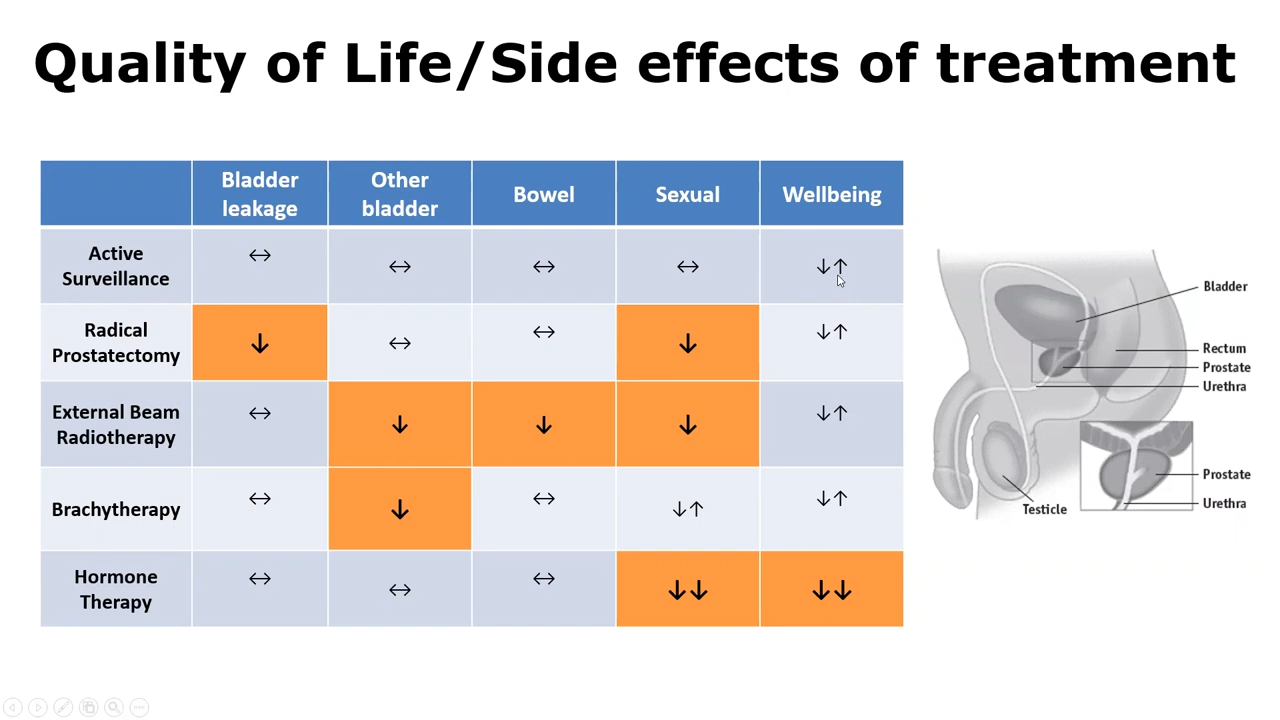 Quality of Life/Side effects of treatment
Bladder leakage
Other bladder
Bowel
Sexual
Wellbeing
Active
Surveillance
↔
↔
↔
↔
↓↑
Radical
Prostatectomy
↓
↔
↔
↓
↓↑
External Beam
Radiotherapy
↔
↓
↓
↓
↓↑
Brachytherapy
↔
↓
↔
↓↑
↓↑
Hormone
Therapy
↔
↔
↔
↓↓
↓↓
Bladder
Rectum
Prostate
Urethra
Prostate
Urethra
Testicle